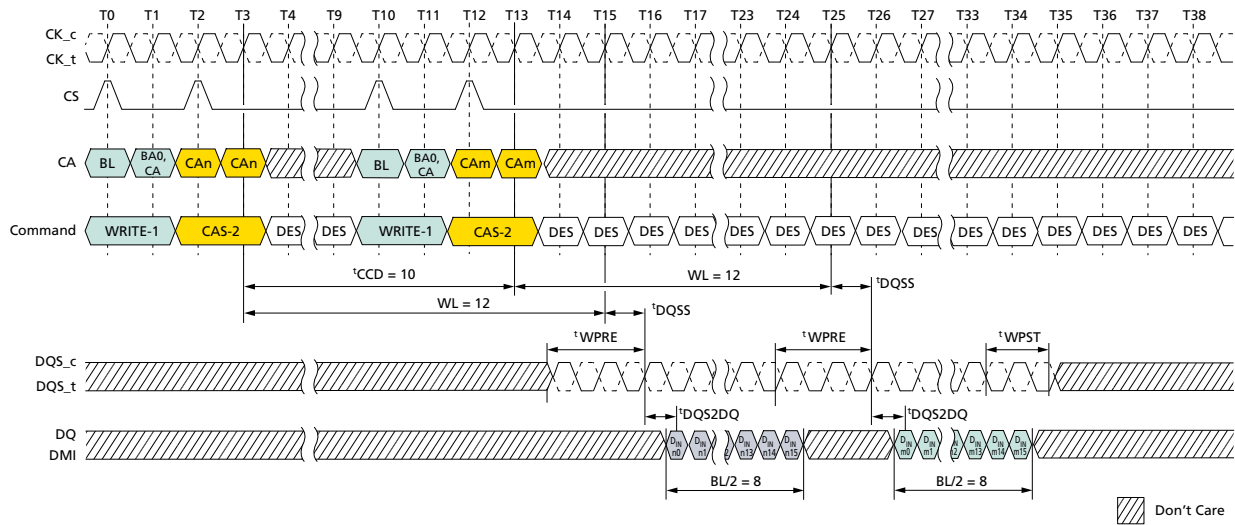 T0 T1 T2 T3 T4 T9 T10 T11 T12 T13 T14 T15 T16 T17 T23 T24 T25 T26 T27 T33 T34 T35 T36 T37 T38
CK_c
CK_t
CS
CA BL BA0, CA CAn CAn BL BA0, CA CAm CAm
Command WRITE-1 CAS-2 DES DES WRITE-1 CAS-2 DES DES DES DES DES DES DES DES DES DES DES DES DES DES DES
tCCD = 10 WL = 12 tDQSS
WL = 12 tDQSS
tWPRE tWPRE tWPST
DQS_c
DQS_t
tDQS2DQ tDQS2DQ
DQ
DMI
DIN n0 DIN n1 DIN n13 DIN n14 DIN n15 DIN m0 DIN m1 DIN m13 DIN m14 DIN m15
BL/2 = 8 BL/2 = 8
Don't Care